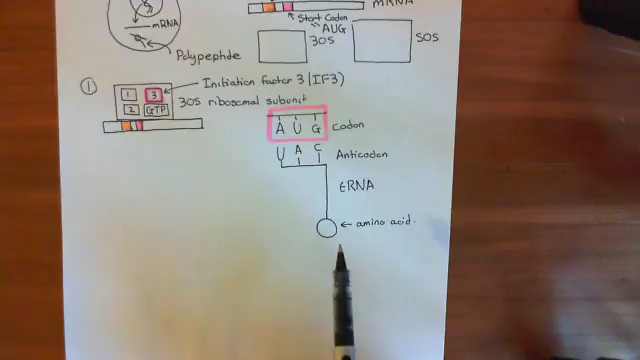 mRNA
mRNA
Start Codon
AUG
30S
50S
Polypeptide
①
Initiation factor 3 (IF3)
1 3
2 GTP
30S ribosomal subunit
A U G Codon
U A C Anticodon
tRNA
amino acid.